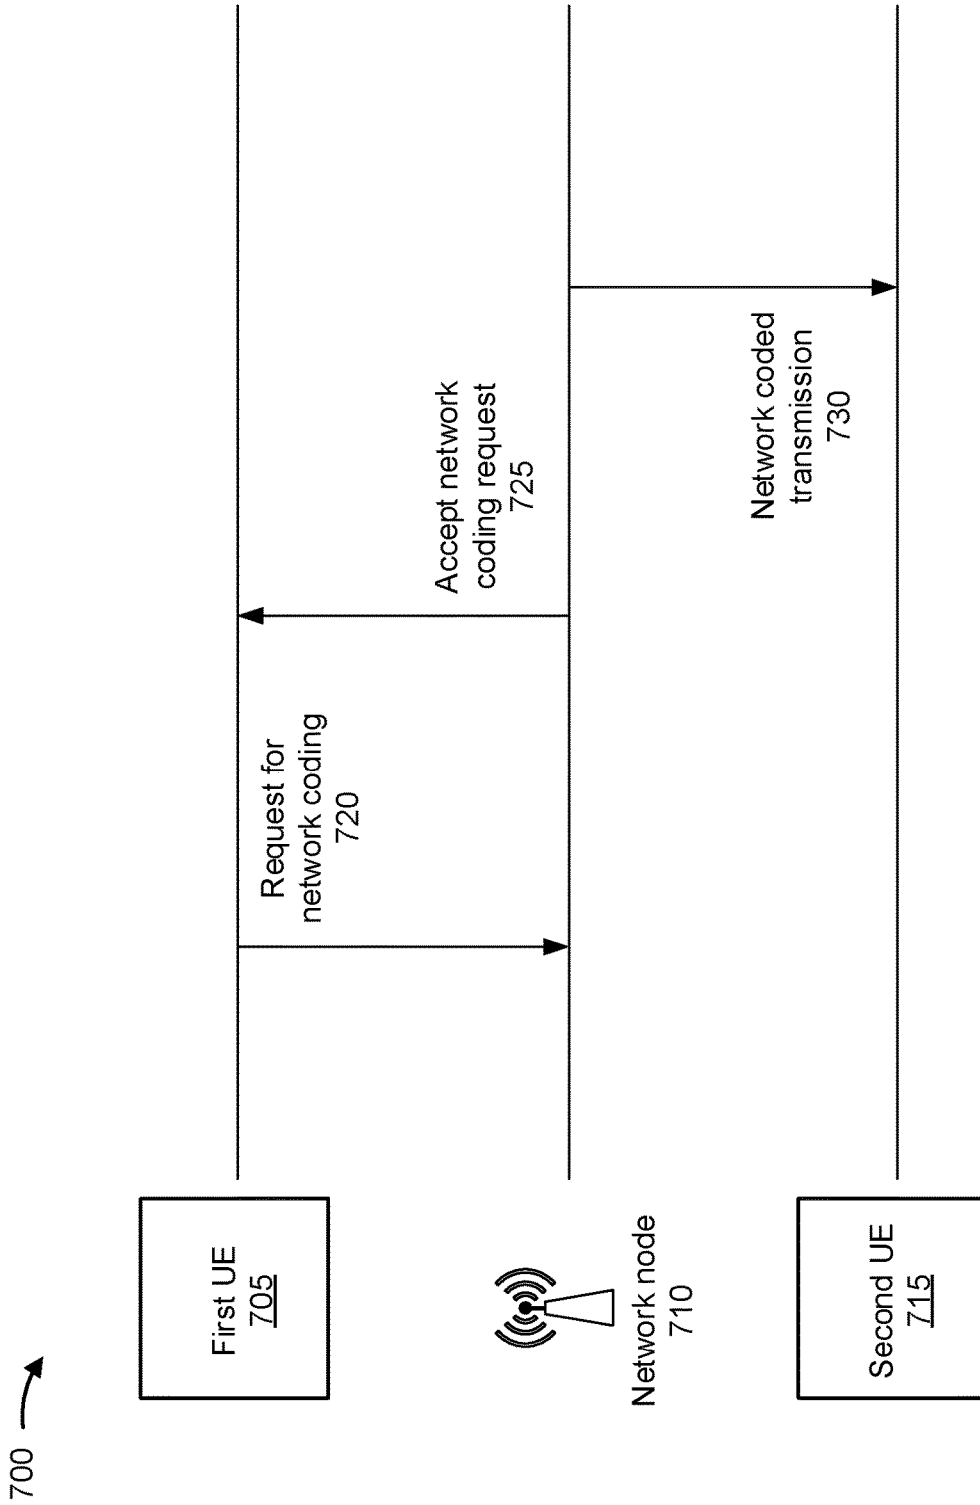 700
First UE
705
Network node
710
Second UE
715
Request for
network coding
720
Accept network
coding request
725
Network coded
transmission
730